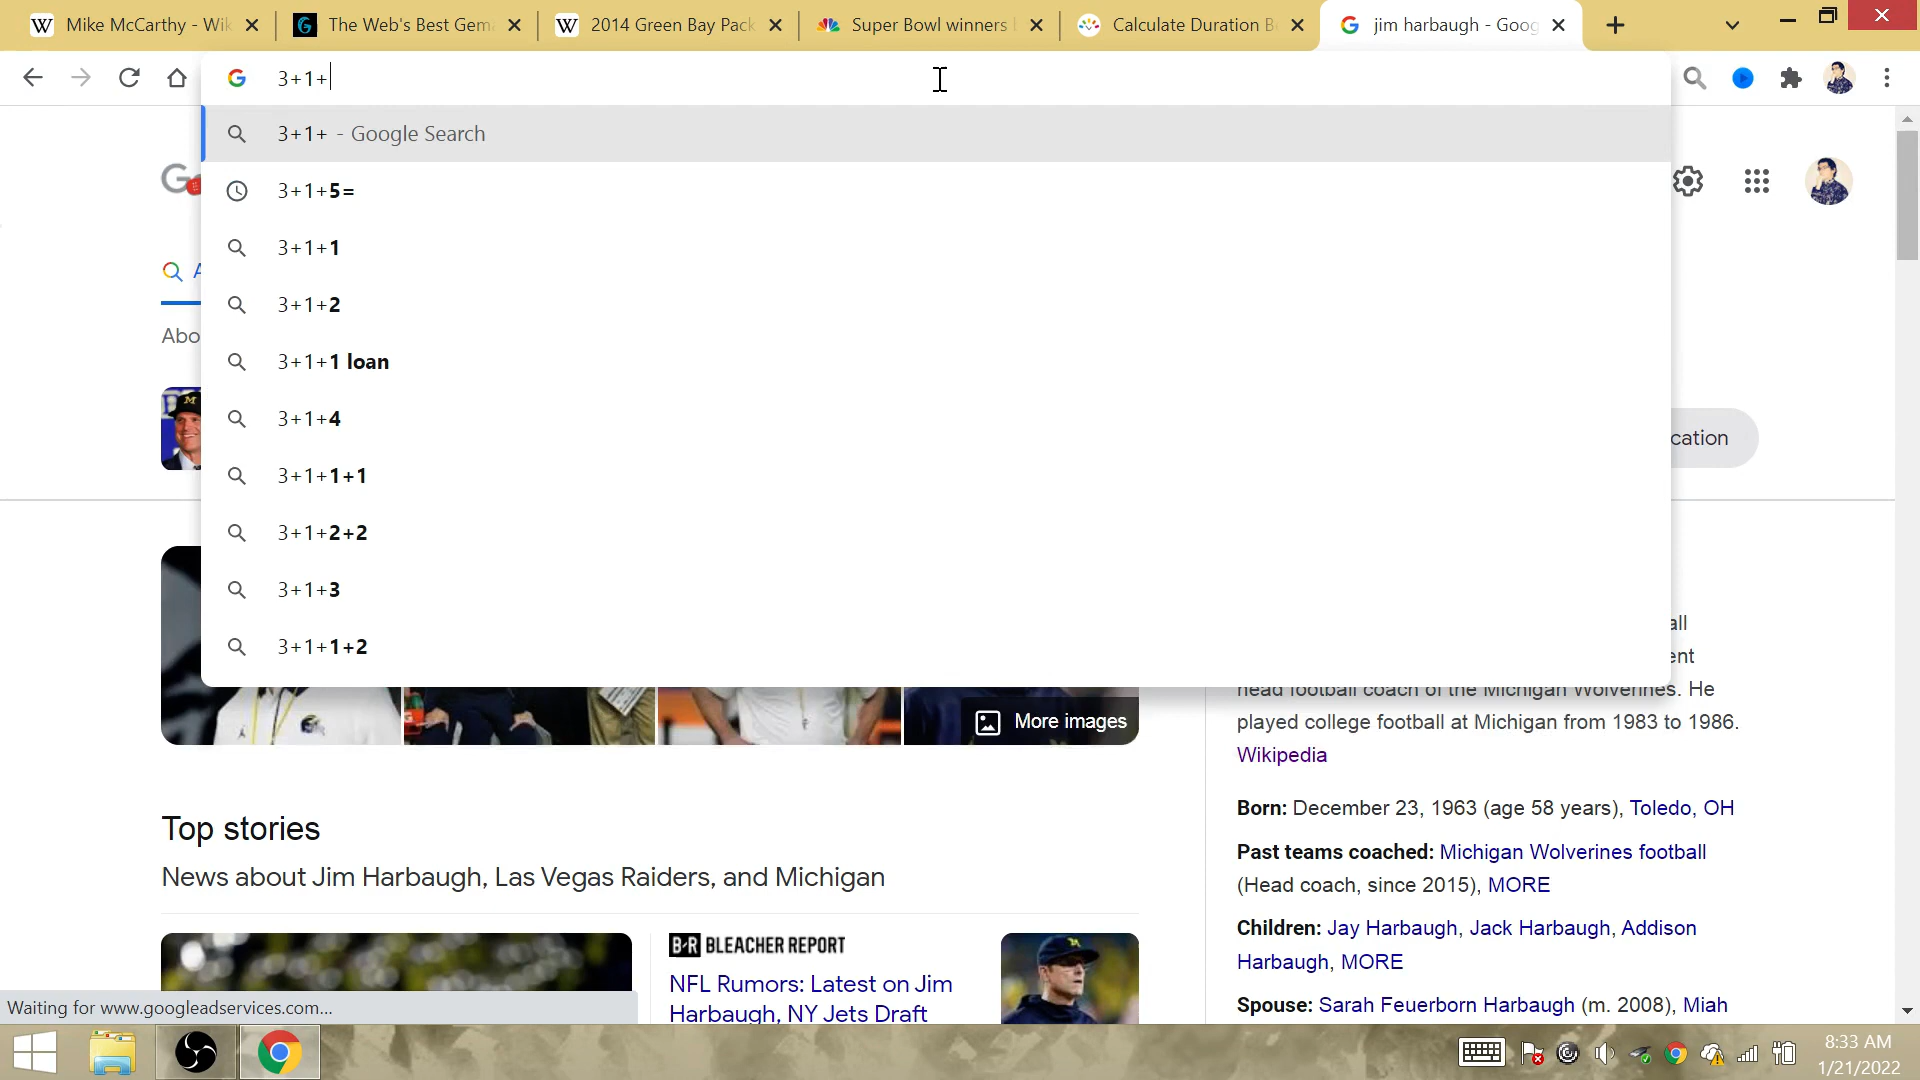 Mike McCarthy - Wik
The Web's Best Gem
2014 Green Bay Pack
Super Bowl winners
Calculate Duration B
jim harbaugh - Goog
3+1+
3+1+ - Google Search
3+1+5=
3+1+1
3+1+2
3+1+1 loan
3+1+4
3+1+1+1
3+1+2+2
3+1+3
3+1+1+2
G
A
Abo
cation
M
all
ent
head football coach of the Michigan Wolverines. He
played college football at Michigan from 1983 to 1986.
Wikipedia
More images
Born: December 23, 1963 (age 58 years), Toledo, OH
Past teams coached: Michigan Wolverines football
(Head coach, since 2015), MORE
Children: Jay Harbaugh, Jack Harbaugh, Addison
Harbaugh, MORE
Spouse: Sarah Feuerborn Harbaugh (m. 2008), Miah
Top stories
News about Jim Harbaugh, Las Vegas Raiders, and Michigan
B/R BLEACHER REPORT
NFL Rumors: Latest on Jim
Harbaugh, NY Jets Draft
Waiting for www.googleadservices.com...
8:33 AM
1/21/2022